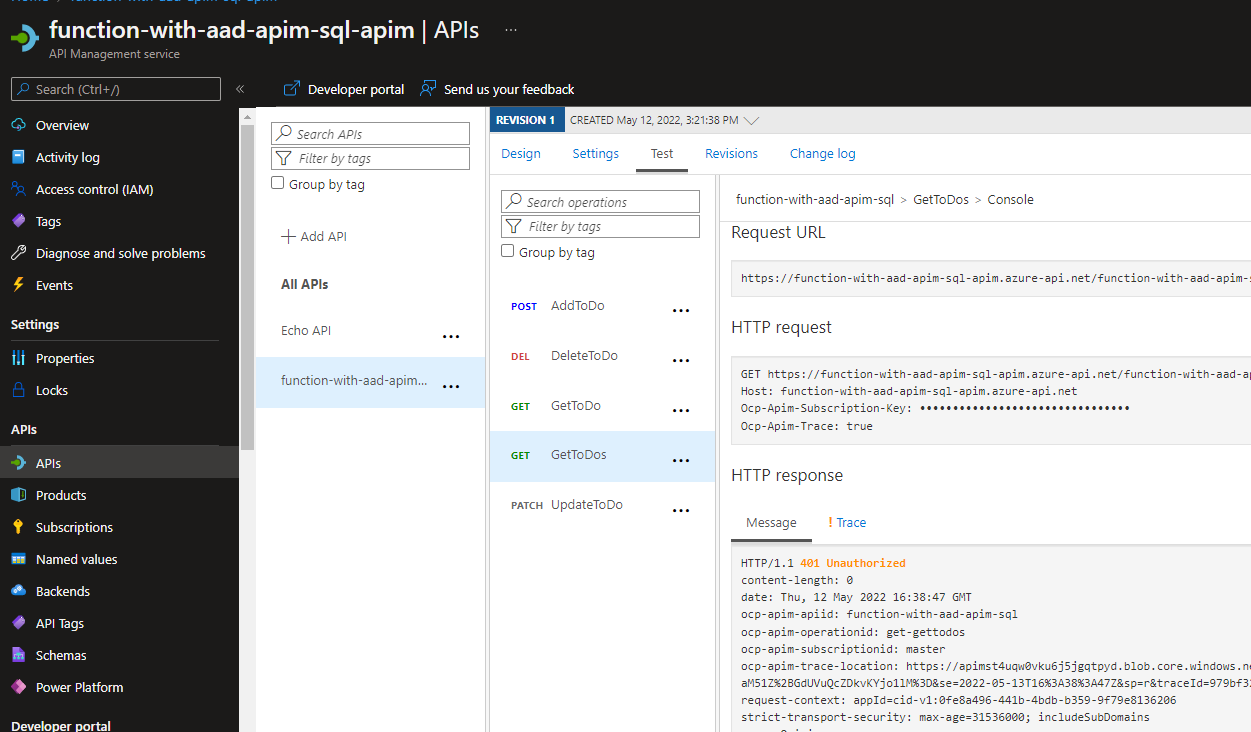 function-with-aad-apim-sql-apim | APIs ...
API Management service
Search (Ctrl+/)
«
Developer portal
Send us your feedback
Overview
Activity log
Access control (IAM)
Tags
Diagnose and solve problems
Events
Settings
Properties
Locks
APIs
APIs
Products
Subscriptions
Named values
Backends
API Tags
Schemas
Power Platform
Developer portal
Search APIs
Filter by tags
Group by tag
Add API
All APIs
Echo API ...
function-with-aad-apim... ...
REVISION 1 CREATED May 12, 2022, 3:21:38 PM
Design Settings Test Revisions Change log
Search operations
Filter by tags
Group by tag
POST AddToDo ...
DEL DeleteToDo ...
GET GetToDo ...
GET GetToDos ...
PATCH UpdateToDo ...
function-with-aad-apim-sql > GetToDos > Console
Request URL
https://function-with-aad-apim-sql-apim.azure-api.net/function-with-aad-apim-s
HTTP request
GET https://function-with-aad-apim-sql-apim.azure-api.net/function-with-aad-ap
Host: function-with-aad-apim-sql-apim.azure-api.net
Ocp-Apim-Subscription-Key: ••••••••••••••••••••••••••••••••
Ocp-Apim-Trace: true
HTTP response
Message ! Trace
HTTP/1.1 401 Unauthorized
content-length: 0
date: Thu, 12 May 2022 16:38:47 GMT
ocp-apim-apiid: function-with-aad-apim-sql
ocp-apim-operationid: get-gettodos
ocp-apim-subscriptionid: master
ocp-apim-trace-location: https://apimst4uqw0vku6j5jgqtpyd.blob.core.windows.ne
aM51Z%2BGdUVuQcZDkvKYjo1lM%3D&se=2022-05-13T16%3A38%3A47Z&sp=r&traceId=979bf3
request-context: appId=cid-v1:0fe8a496-441b-4bdb-b359-9f79e8136206
strict-transport-security: max-age=31536000; includeSubDomains